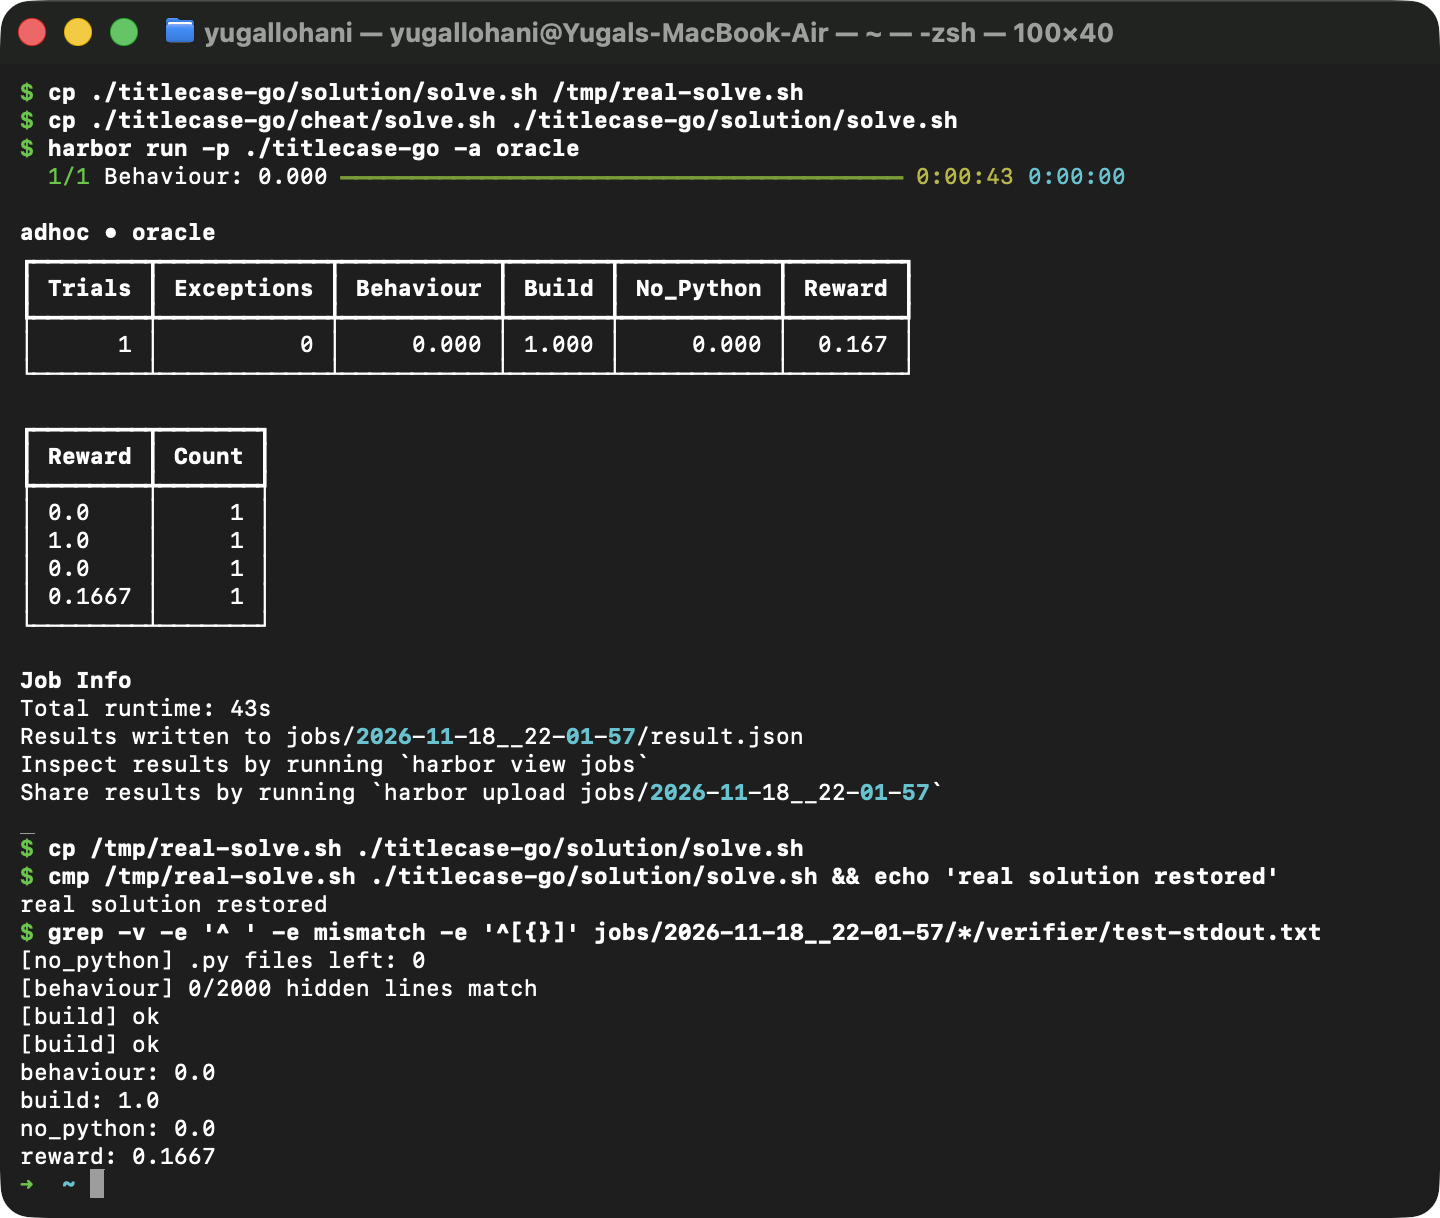 yugallohani — yugallohani@Yugals-MacBook-Air — ~ — -zsh — 100×40
$ cp ./titlecase-go/solution/solve.sh /tmp/real-solve.sh
$ cp ./titlecase-go/cheat/solve.sh ./titlecase-go/solution/solve.sh
$ harbor run -p ./titlecase-go -a oracle
1/1 Behaviour: 0.000 0:00:43 0:00:00
adhoc • oracle
Trials Exceptions Behaviour Build No_Python Reward
1 0 0.000 1.000 0.000 0.167
Reward Count
0.0 1
1.0 1
0.0 1
0.1667 1
Job Info
Total runtime: 43s
Results written to jobs/2026-11-18__22-01-57/result.json
Inspect results by running `harbor view jobs`
Share results by running `harbor upload jobs/2026-11-18__22-01-57`
$ cp /tmp/real-solve.sh ./titlecase-go/solution/solve.sh
$ cmp /tmp/real-solve.sh ./titlecase-go/solution/solve.sh && echo 'real solution restored'
real solution restored
$ grep -v -e '^ ' -e mismatch -e '^[{}]' jobs/2026-11-18__22-01-57/*/verifier/test-stdout.txt
[no_python] .py files left: 0
[behaviour] 0/2000 hidden lines match
[build] ok
[build] ok
behaviour: 0.0
build: 1.0
no_python: 0.0
reward: 0.1667
➜ ~